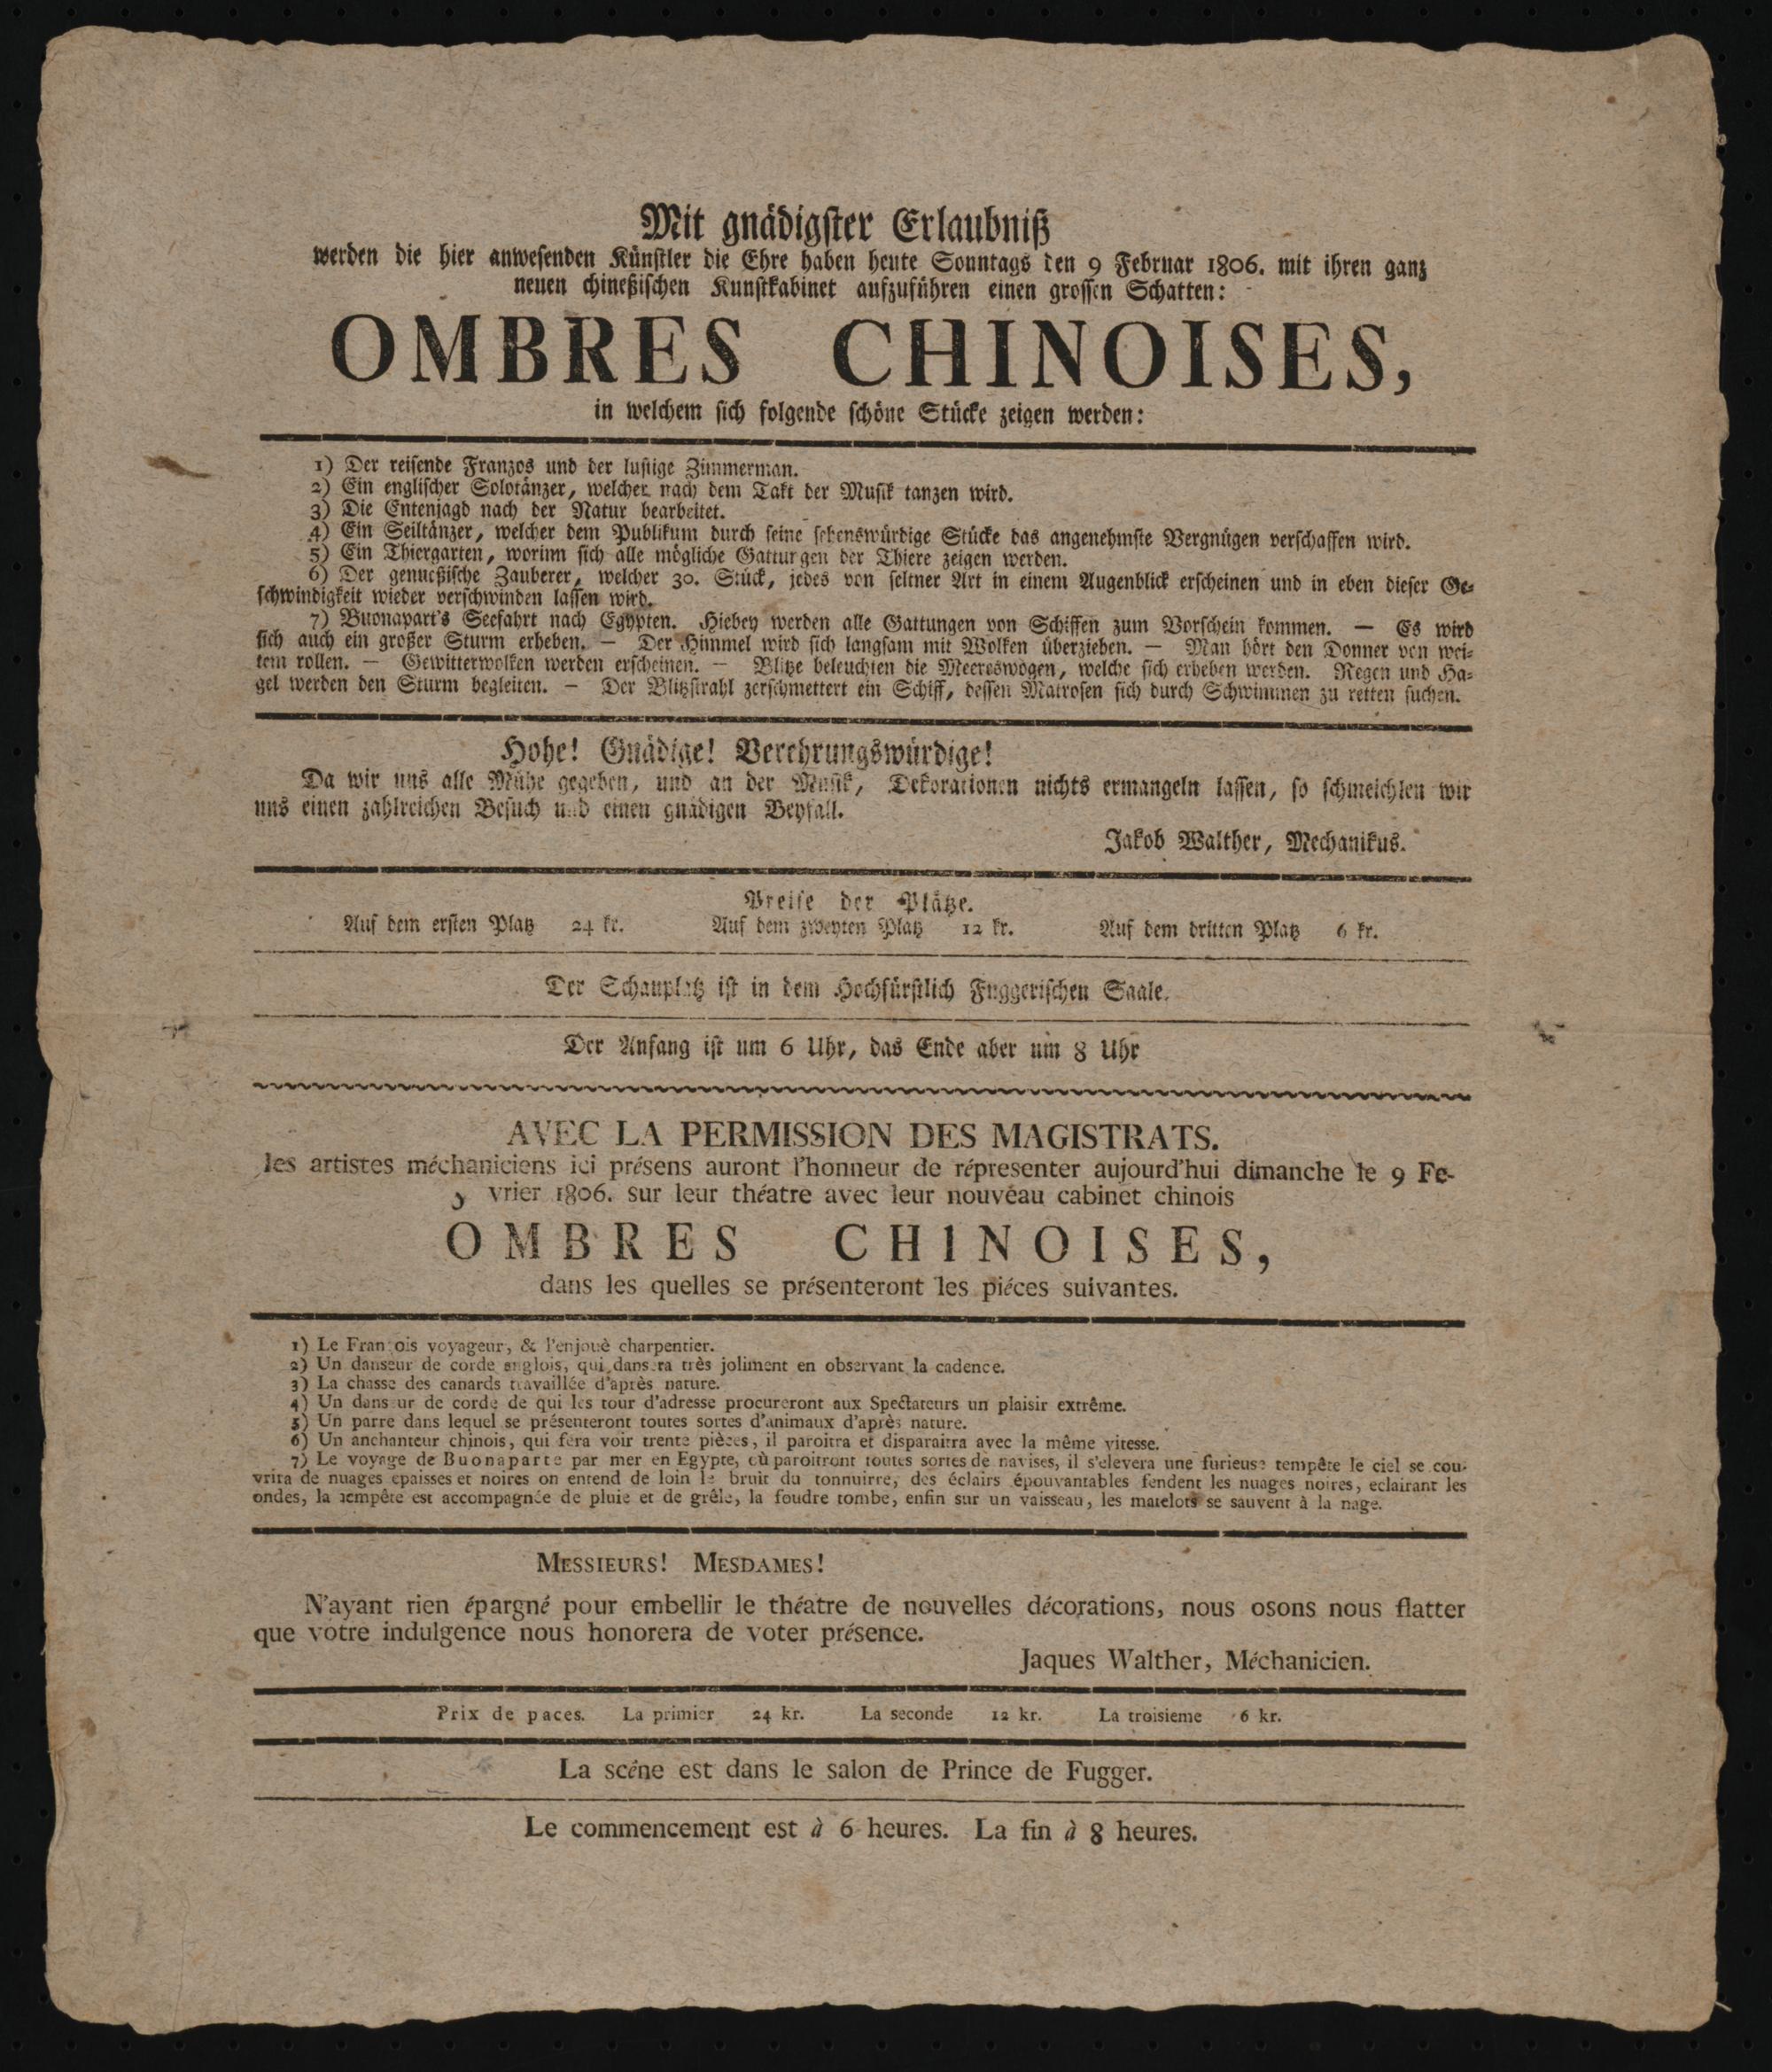 Mit gnädigster Erlaubniß
werden die hier anwesenden Künstler die Ehre haben heute Sonntags den 9 Februar 1806. mit ihren ganz
neuen chineßischen Kunstkabinet aufzuführen einen grossen Schatten:
OMBRES CHINOISES,
in welchem sich folgende schöne Stücke zeigen werden:
1) Der reisende Franzos und der lustige Zimmerman.
2) Ein englischer Solotänzer, welcher nach dem Takt der Musik tanzen wird.
3) Die Entenjagd nach der Natur bearbeitet.
4) Ein Seiltänzer, welcher dem Publikum durch seine sehenswürdige Stücke das angenehmste Vergnügen verschaffen wird.
5) Ein Thiergarten, worinn sich alle mögliche Gattungen der Thiere zeigen werden.
6) Der genueßische Zauberer, welcher 30. Stück, jedes von seltner Art in einem Augenblick erscheinen und in eben dieser Ge-
schwindigkeit wieder verschwinden lassen wird.
7) Buonapart's Seefahrt nach Egypten. Hiebey werden alle Gattungen von Schiffen zum Vorschein kommen. — Es wird
sich auch ein großer Sturm erheben. — Der Himmel wird sich langsam mit Wolken überziehen. — Man hört den Donner von wei-
tem rollen. — Gewitterwolken werden erscheinen. — Blitze beleuchten die Meereswogen, welche sich erheben werden. Regen und Ha-
gel werden den Sturm begleiten. — Der Blitzstrahl zerschmettert ein Schiff, dessen Matrosen sich durch Schwimmen zu retten suchen.
Hohe! Gnädige! Verehrungswürdige!
Da wir uns alle Mühe gegeben, und an der Musik, Dekorationen nichts ermangeln lassen, so schmeichlen wir
uns einen zahlreichen Besuch und einen gnädigen Beyfall.
Jakob Walther, Mechanikus.
Preise der Plätze.
Auf dem ersten Platz 24 kr. Auf dem zweyten Platz 12 kr. Auf dem dritten Platz 6 kr.
Der Schauplatz ist in dem Hochfürstlich Fuggerischen Saale.
Der Anfang ist um 6 Uhr, das Ende aber um 8 Uhr
AVEC LA PERMISSION DES MAGISTRATS.
les artistes méchaniciens ici présens auront l'honneur de répresenter aujourd'hui dimanche le 9 Fe-
vrier 1806. sur leur théatre avec leur nouvéau cabinet chinois
OMBRES CH1NOISES,
dans les quelles se présenteront les piéces suivantes.
1) Le François voyageur, & l'enjouè charpentier.
2) Un danseur de corde anglois, qui dansera très joliment en observant la cadence.
3) La chasse des canards travaillée d'après nature.
4) Un danseur de corde de qui les tour d'adresse procureront aux Spectateurs un plaisir extrême.
5) Un parre dans lequel se présenteront toutes sortes d'animaux d'après nature.
6) Un anchanteur chinois, qui fera voir trente pièces, il paroitra et disparaitra avec la même vitesse.
7) Le voyage de Buonaparte par mer en Egypte, où paroitront toutes sortes de navises, il s'elevera une furieuse tempête le ciel se cou-
vrira de nuages epaisses et noires on entend de loin le bruit du tonnuirre, des éclairs épouvantables fendent les nuages noires, eclairant les
ondes, la tempête est accompagnée de pluie et de grêle, la foudre tombe, enfin sur un vaisseau, les matelots se sauvent à la nage.
MESSIEURS! MESDAMES!
N'ayant rien épargné pour embellir le théatre de nouvelles décorations, nous osons nous flatter
que votre indulgence nous honorera de voter présence.
Jaques Walther, Méchanicien.
Prix de paces. La primier 24 kr. La seconde 12 kr. La troisieme 6 kr.
La scéne est dans le salon de Prince de Fugger.
Le commencement est à 6 heures. La fin à 8 heures.